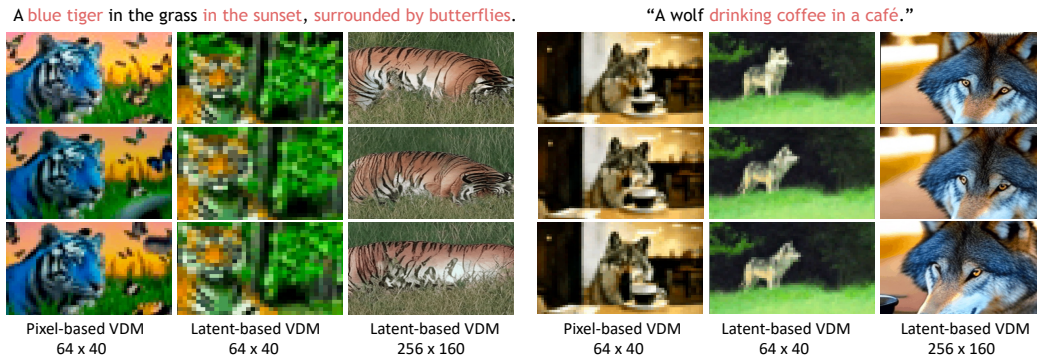 A blue tiger in the grass in the sunset, surrounded by butterflies.
“A wolf drinking coffee in a café.”
Pixel-based VDM
64 x 40
Latent-based VDM
64 x 40
Latent-based VDM
256 x 160
Pixel-based VDM
64 x 40
Latent-based VDM
64 x 40
Latent-based VDM
256 x 160